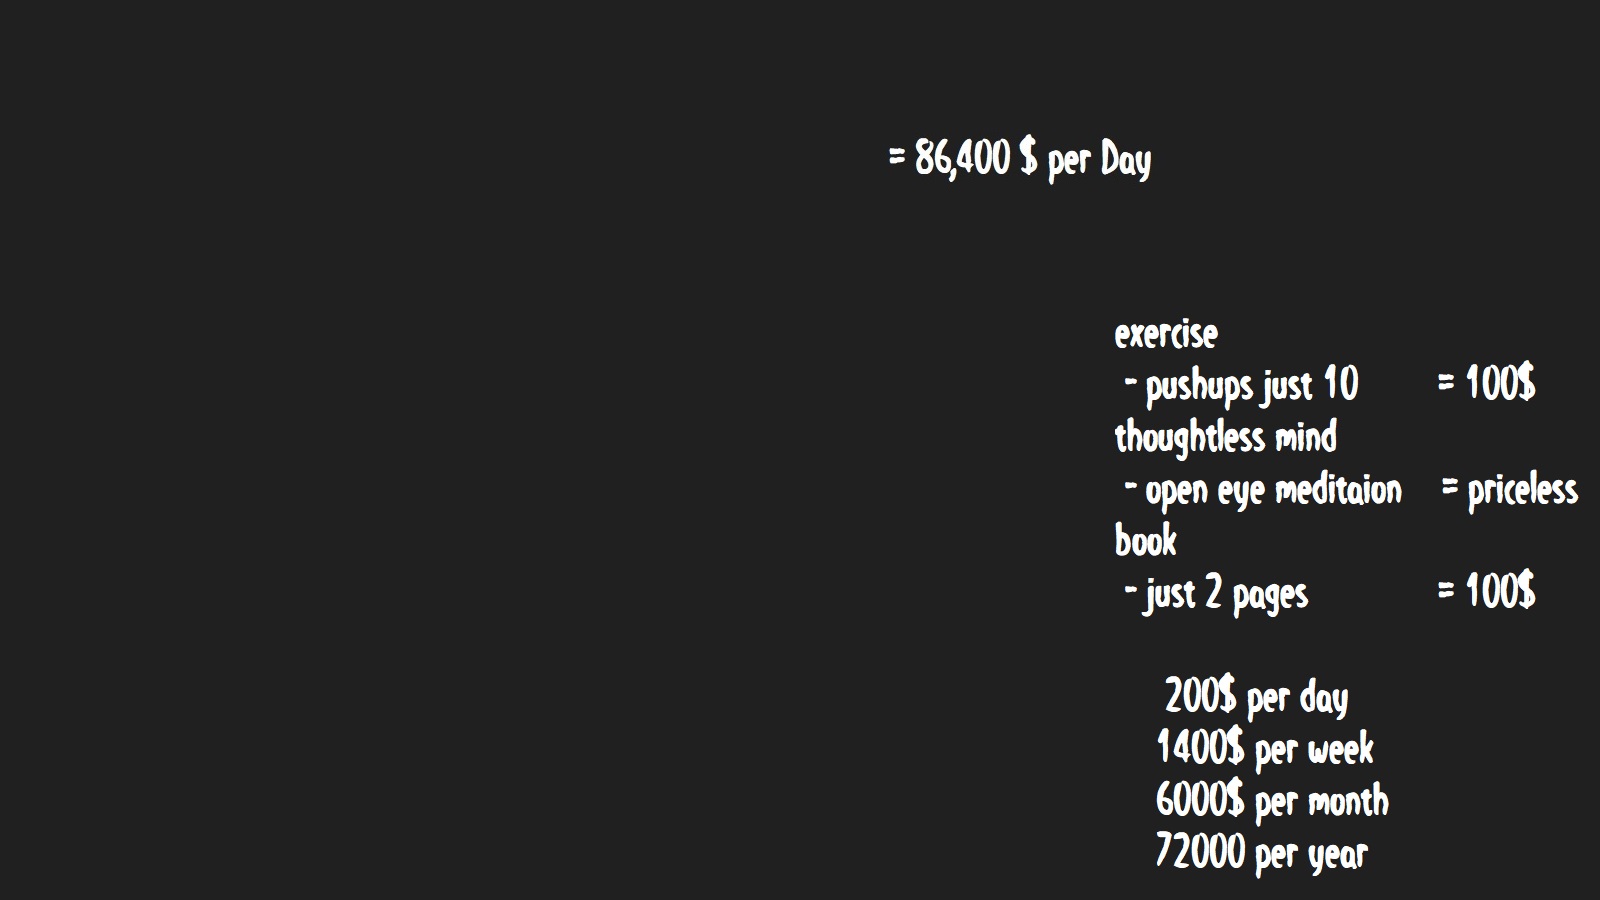 = 86,400 $ per Day
exercise
- pushups just 10 = 100$
thoughtless mind
- open eye meditaion = priceless
book
- just 2 pages = 100$
200$ per day
1400$ per week
6000$ per month
72000 per year